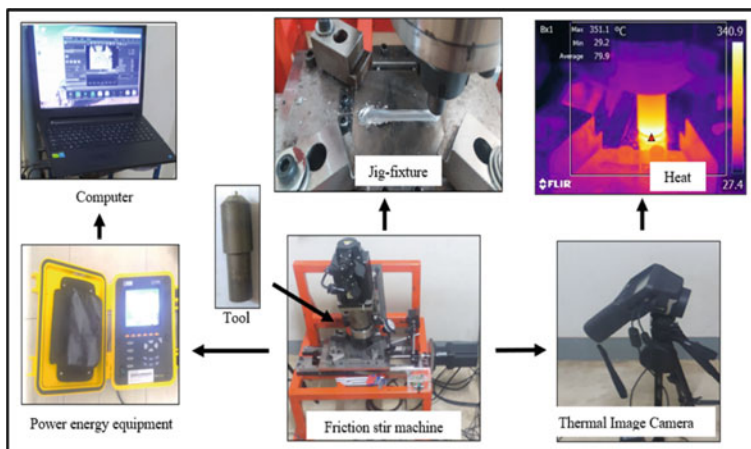 Computer
Jig-fixture
Bx1 Max 351.1 °C
Min 29.2
Average 79.9
340.9
27.4
FLIR
Heat
Tool
Power energy equipment
Friction stir machine
Thermal Image Camera